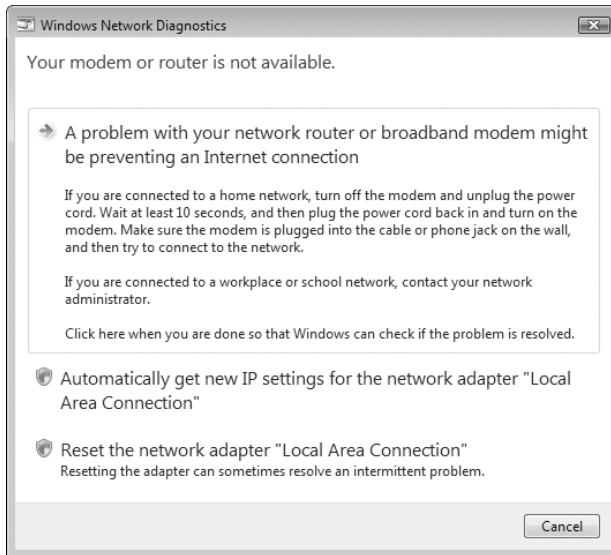 Windows Network Diagnostics
Your modem or router is not available.
A problem with your network router or broadband modem might
be preventing an Internet connection
If you are connected to a home network, turn off the modem and unplug the power
cord. Wait at least 10 seconds, and then plug the power cord back in and turn on the
modem. Make sure the modem is plugged into the cable or phone jack on the wall,
and then try to connect to the network.
If you are connected to a workplace or school network, contact your network
administrator.
Click here when you are done so that Windows can check if the problem is resolved.
Automatically get new IP settings for the network adapter "Local
Area Connection"
Reset the network adapter "Local Area Connection"
Resetting the adapter can sometimes resolve an intermittent problem.
Cancel